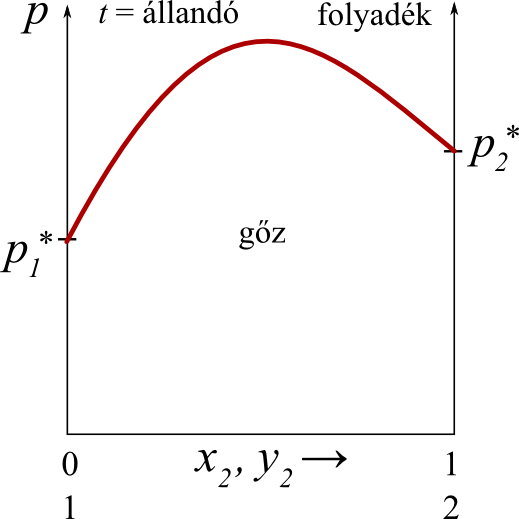 p t = állandó folyadék
p₂*
gőz
p₁*
0 x₂, y₂ → 1
1 2